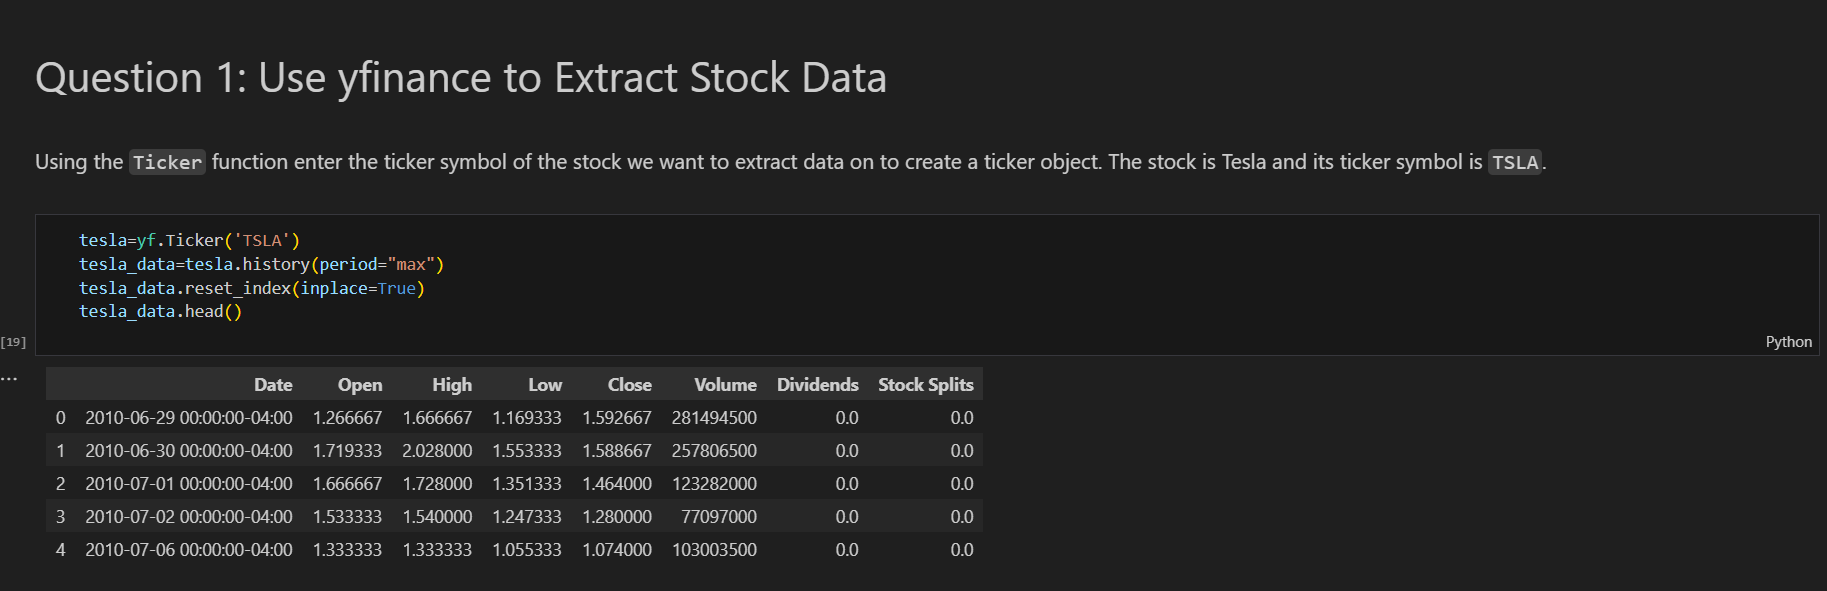 Question 1: Use yfinance to Extract Stock Data
Using the Ticker function enter the ticker symbol of the stock we want to extract data on to create a ticker object. The stock is Tesla and its ticker symbol is TSLA.
tesla=yf.Ticker('TSLA')
tesla_data=tesla.history(period="max")
tesla_data.reset_index(inplace=True)
tesla_data.head()
[19]
Python
...
Date Open High Low Close Volume Dividends Stock Splits
0 2010-06-29 00:00:00-04:00 1.266667 1.666667 1.169333 1.592667 281494500 0.0 0.0
1 2010-06-30 00:00:00-04:00 1.719333 2.028000 1.553333 1.588667 257806500 0.0 0.0
2 2010-07-01 00:00:00-04:00 1.666667 1.728000 1.351333 1.464000 123282000 0.0 0.0
3 2010-07-02 00:00:00-04:00 1.533333 1.540000 1.247333 1.280000 77097000 0.0 0.0
4 2010-07-06 00:00:00-04:00 1.333333 1.333333 1.055333 1.074000 103003500 0.0 0.0